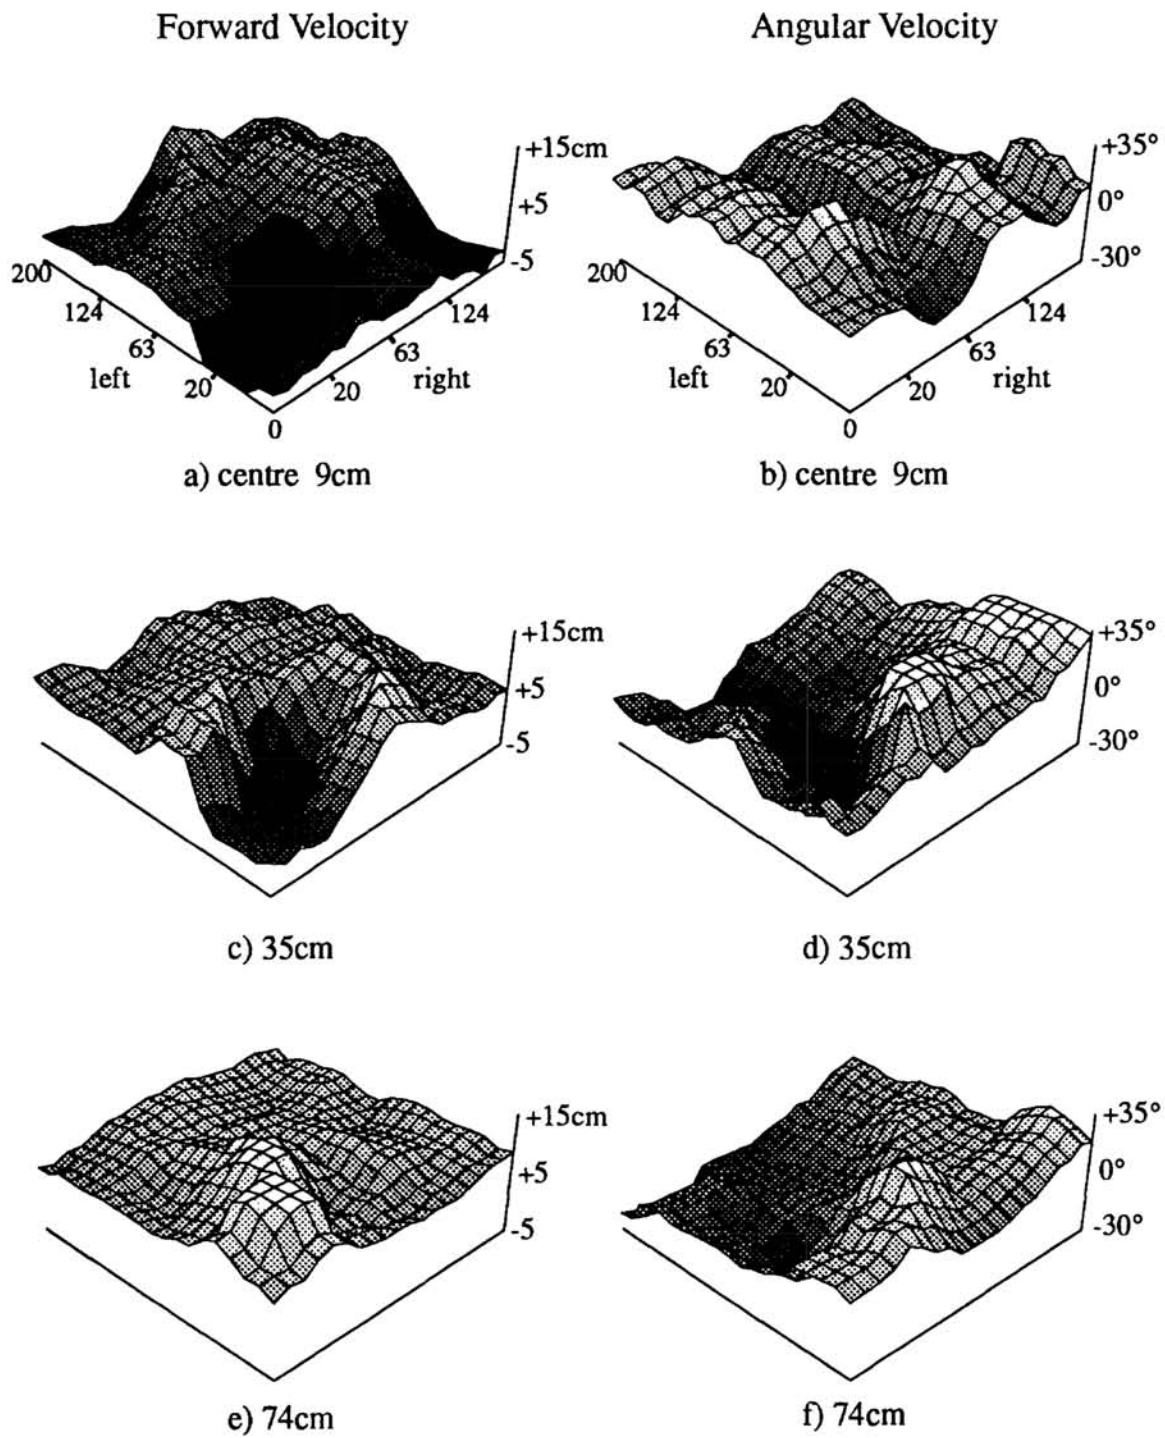 Forward Velocity
Angular Velocity
+15cm
+5
-5
200
124
63
20
0
20
63
124
left
right
a) centre 9cm
+35°
0°
-30°
200
124
63
20
0
20
63
124
left
right
b) centre 9cm
+15cm
+5
-5
c) 35cm
+35°
0°
-30°
d) 35cm
+15cm
+5
-5
e) 74cm
+35°
0°
-30°
f) 74cm